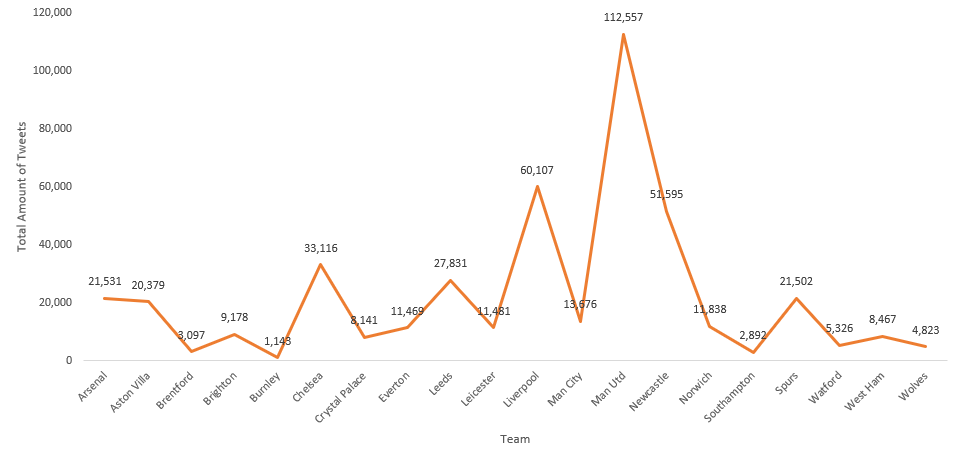 120,000
100,000
80,000
60,000
40,000
20,000
0
Total Amount of Tweets
21,531
20,379
3,097
9,178
1,143
33,116
8,141
11,469
27,831
11,481
60,107
13,676
112,557
51,595
11,838
2,892
21,502
5,326
8,467
4,823
Arsenal
Aston Villa
Brentford
Brighton
Burnley
Chelsea
Crystal Palace
Everton
Leeds
Leicester
Liverpool
Man City
Man Utd
Newcastle
Norwich
Southampton
Spurs
Watford
West Ham
Wolves
Team